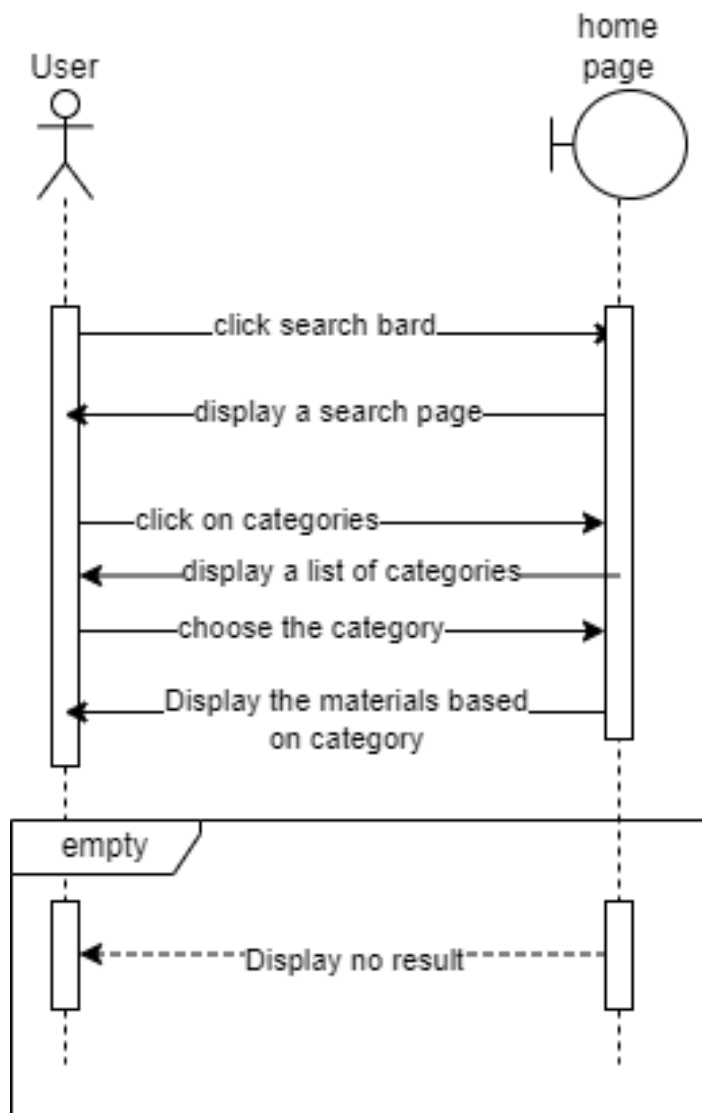 User
home
page
click search bard
display a search page
click on categories
display a list of categories
choose the category
Display the materials based
on category
empty
Display no result